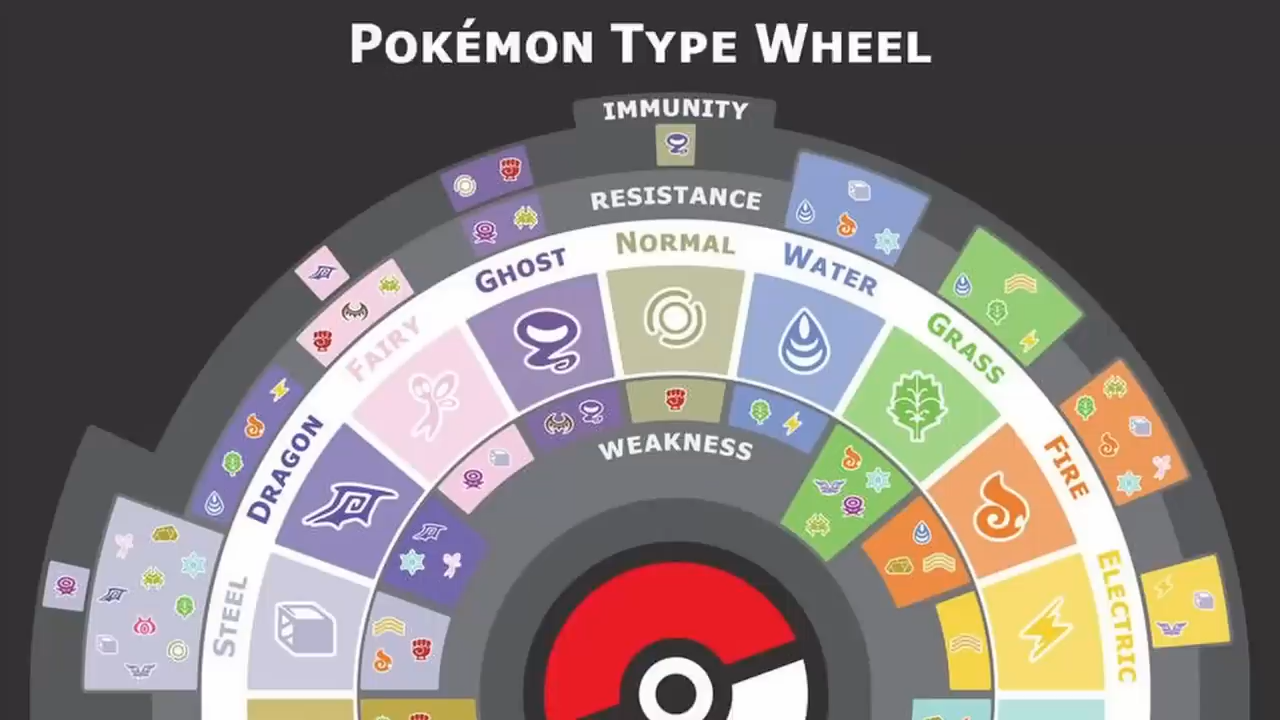 POKÉMON TYPE WHEEL
IMMUNITY
RESISTANCE
NORMAL
GHOST
WATER
FAIRY
GRASS
DRAGON
FIRE
WEAKNESS
STEEL
ELECTRIC